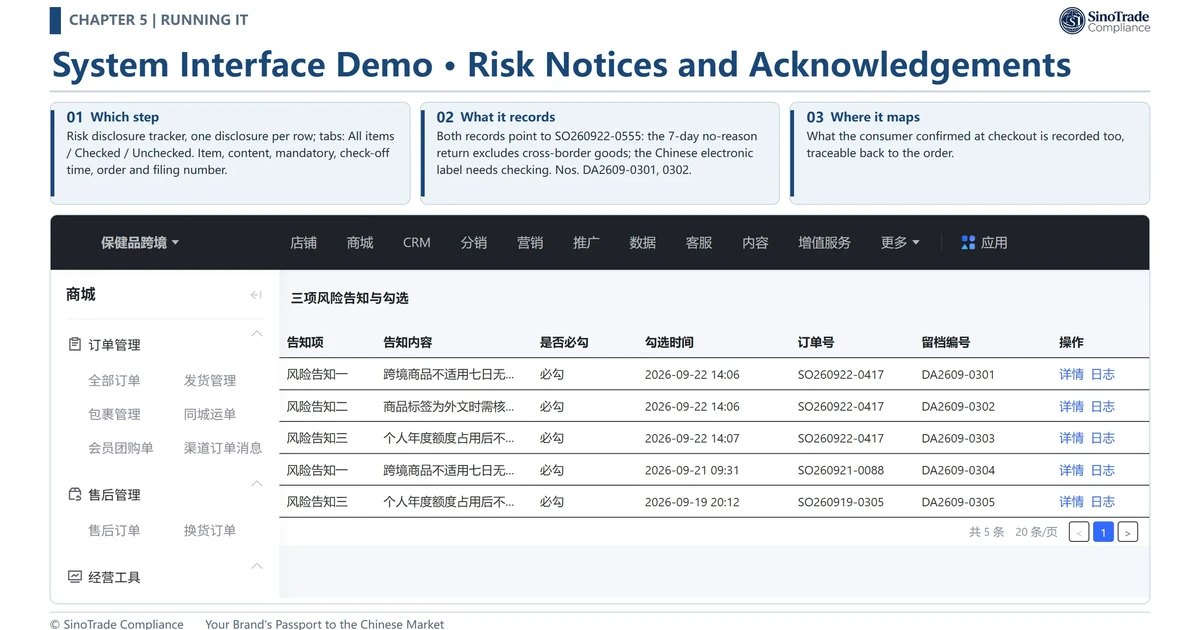 CHAPTER 5 | RUNNING IT
SinoTrade
Compliance
System Interface Demo • Risk Notices and Acknowledgements
01 Which step
Risk disclosure tracker, one disclosure per row; tabs: All items
/ Checked / Unchecked. Item, content, mandatory, check-off
time, order and filing number.
02 What it records
Both records point to SO260922-0555: the 7-day no-reason
return excludes cross-border goods; the Chinese electronic
label needs checking. Nos. DA2609-0301, 0302.
03 Where it maps
What the consumer confirmed at checkout is recorded too,
traceable back to the order.
保健品跨境 店铺 商城 CRM 分销 营销 推广 数据 客服 内容 增值服务 更多 应用
商城
订单管理
全部订单 发货管理
包裹管理 同城运单
会员团购单 渠道订单消息
售后管理
售后订单 换货订单
经营工具
三项风险告知与勾选
告知项 告知内容 是否必勾 勾选时间 订单号 留档编号 操作
风险告知一 跨境商品不适用七日无... 必勾 2026-09-22 14:06 SO260922-0417 DA2609-0301 详情 日志
风险告知二 商品标签为外文时需核... 必勾 2026-09-22 14:06 SO260922-0417 DA2609-0302 详情 日志
风险告知三 个人年度额度占用后不... 必勾 2026-09-22 14:07 SO260922-0417 DA2609-0303 详情 日志
风险告知一 跨境商品不适用七日无... 必勾 2026-09-21 09:31 SO260921-0088 DA2609-0304 详情 日志
风险告知三 个人年度额度占用后不... 必勾 2026-09-19 20:12 SO260919-0305 DA2609-0305 详情 日志
共 5 条 20 条/页 < 1 >
© SinoTrade Compliance Your Brand's Passport to the Chinese Market